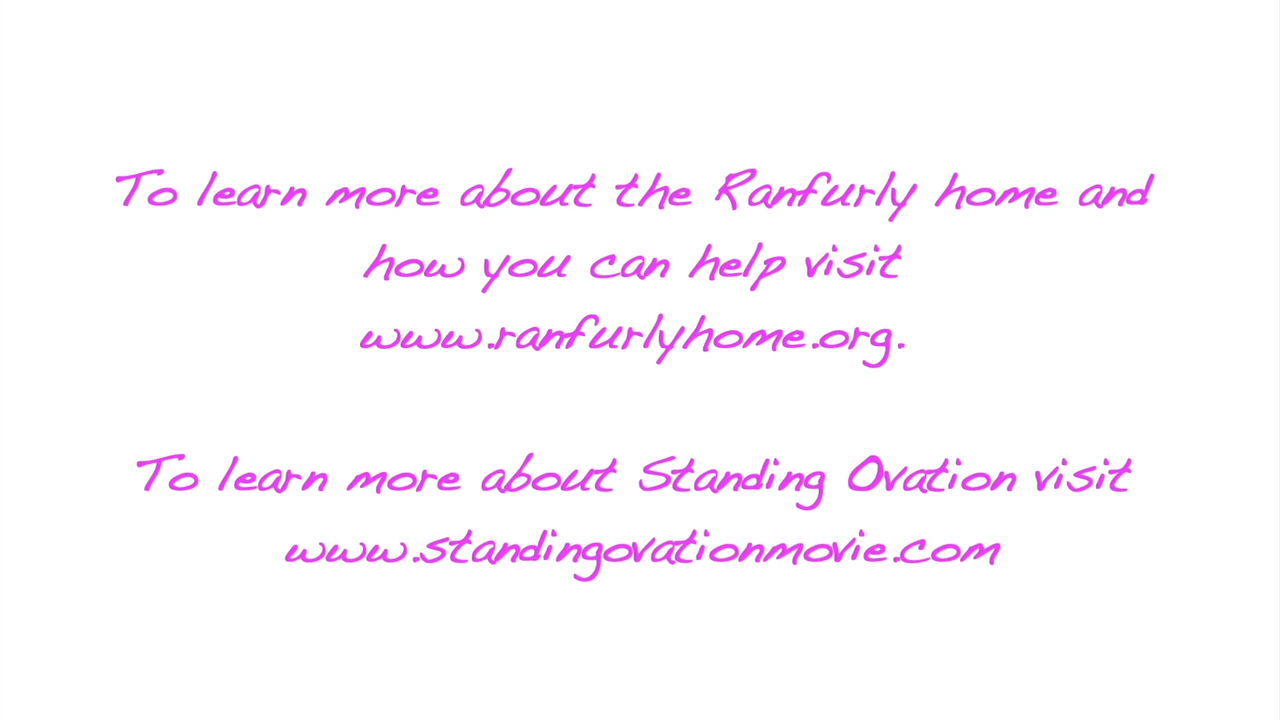 To learn more about the Ranfurly home and
how you can help visit
www.ranfurlyhome.org.
To learn more about Standing Ovation visit
www.standingovationmovie.com